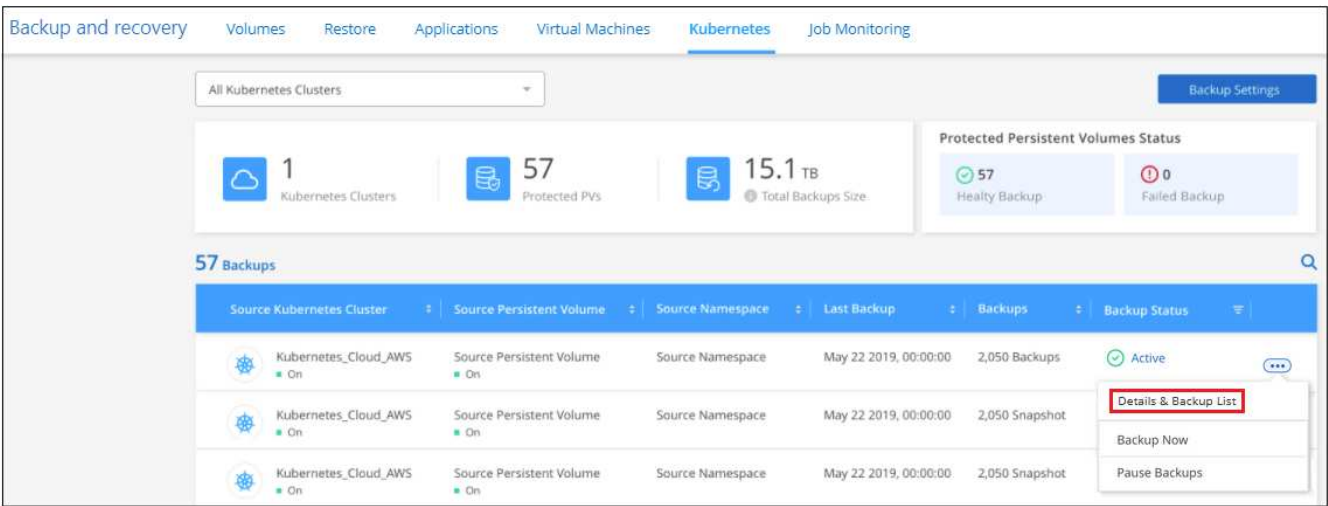 Backup and recovery Volumes Restore Applications Virtual Machines Kubernetes Job Monitoring
All Kubernetes Clusters
Backup Settings
1
Kubernetes Clusters
57
Protected PVs
15.1 TB
Total Backups Size
Protected Persistent Volumes Status
57
Healty Backup
0
Failed Backup
57 Backups
Source Kubernetes Cluster Source Persistent Volume Source Namespace Last Backup Backups Backup Status
Kubernetes_Cloud_AWS Source Persistent Volume Source Namespace May 22 2019, 00:00:00 2,050 Backups Active
On On
Details & Backup List
Kubernetes_Cloud_AWS Source Persistent Volume Source Namespace May 22 2019, 00:00:00 2,050 Snapshot
On On
Backup Now
Kubernetes_Cloud_AWS Source Persistent Volume Source Namespace May 22 2019, 00:00:00 2,050 Snapshot
Pause Backups
On On